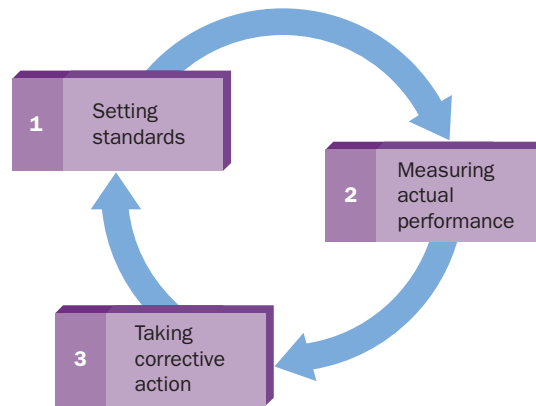 1
Setting
standards
2
Measuring
actual
performance
3
Taking
corrective
action